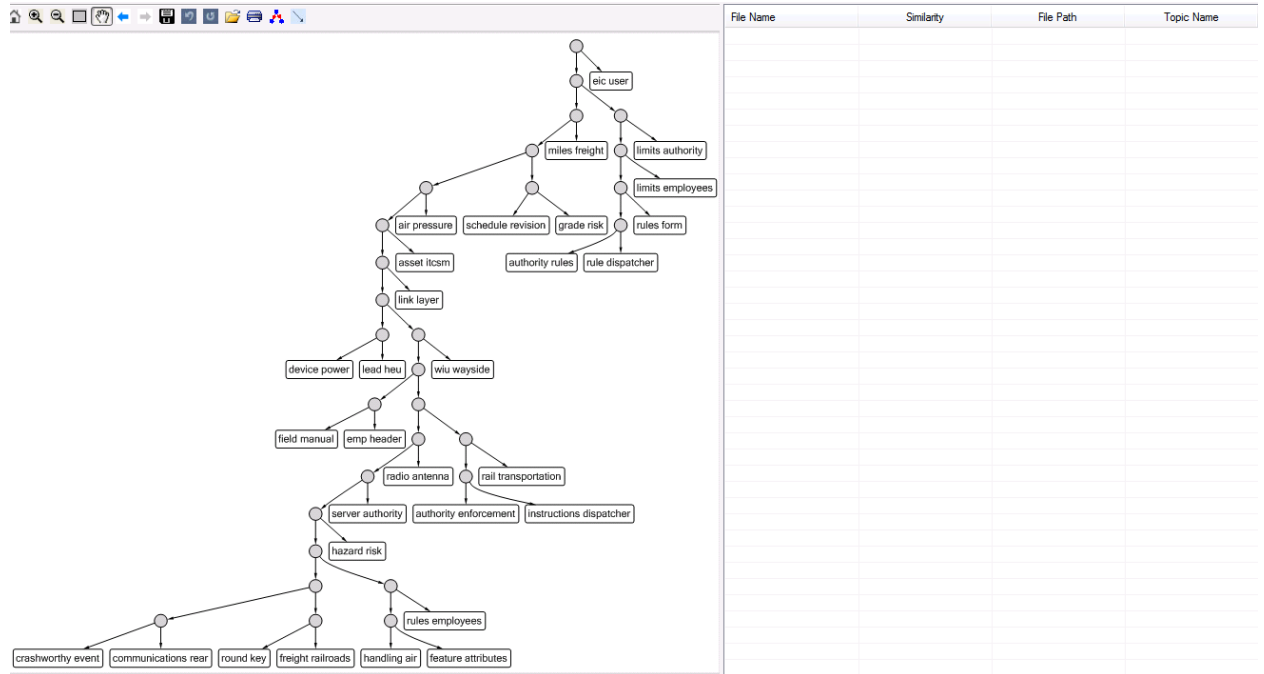 File Name Similarity File Path Topic Name
eic user
miles freight limits authority
limits employees
air pressure schedule revision grade risk rules form
asset itcsm authority rules rule dispatcher
link layer
device power lead heu wiu wayside
field manual emp header
radio antenna rail transportation
server authority authority enforcement instructions dispatcher
hazard risk
rules employees
crashworthy event communications rear round key freight railroads handling air feature attributes